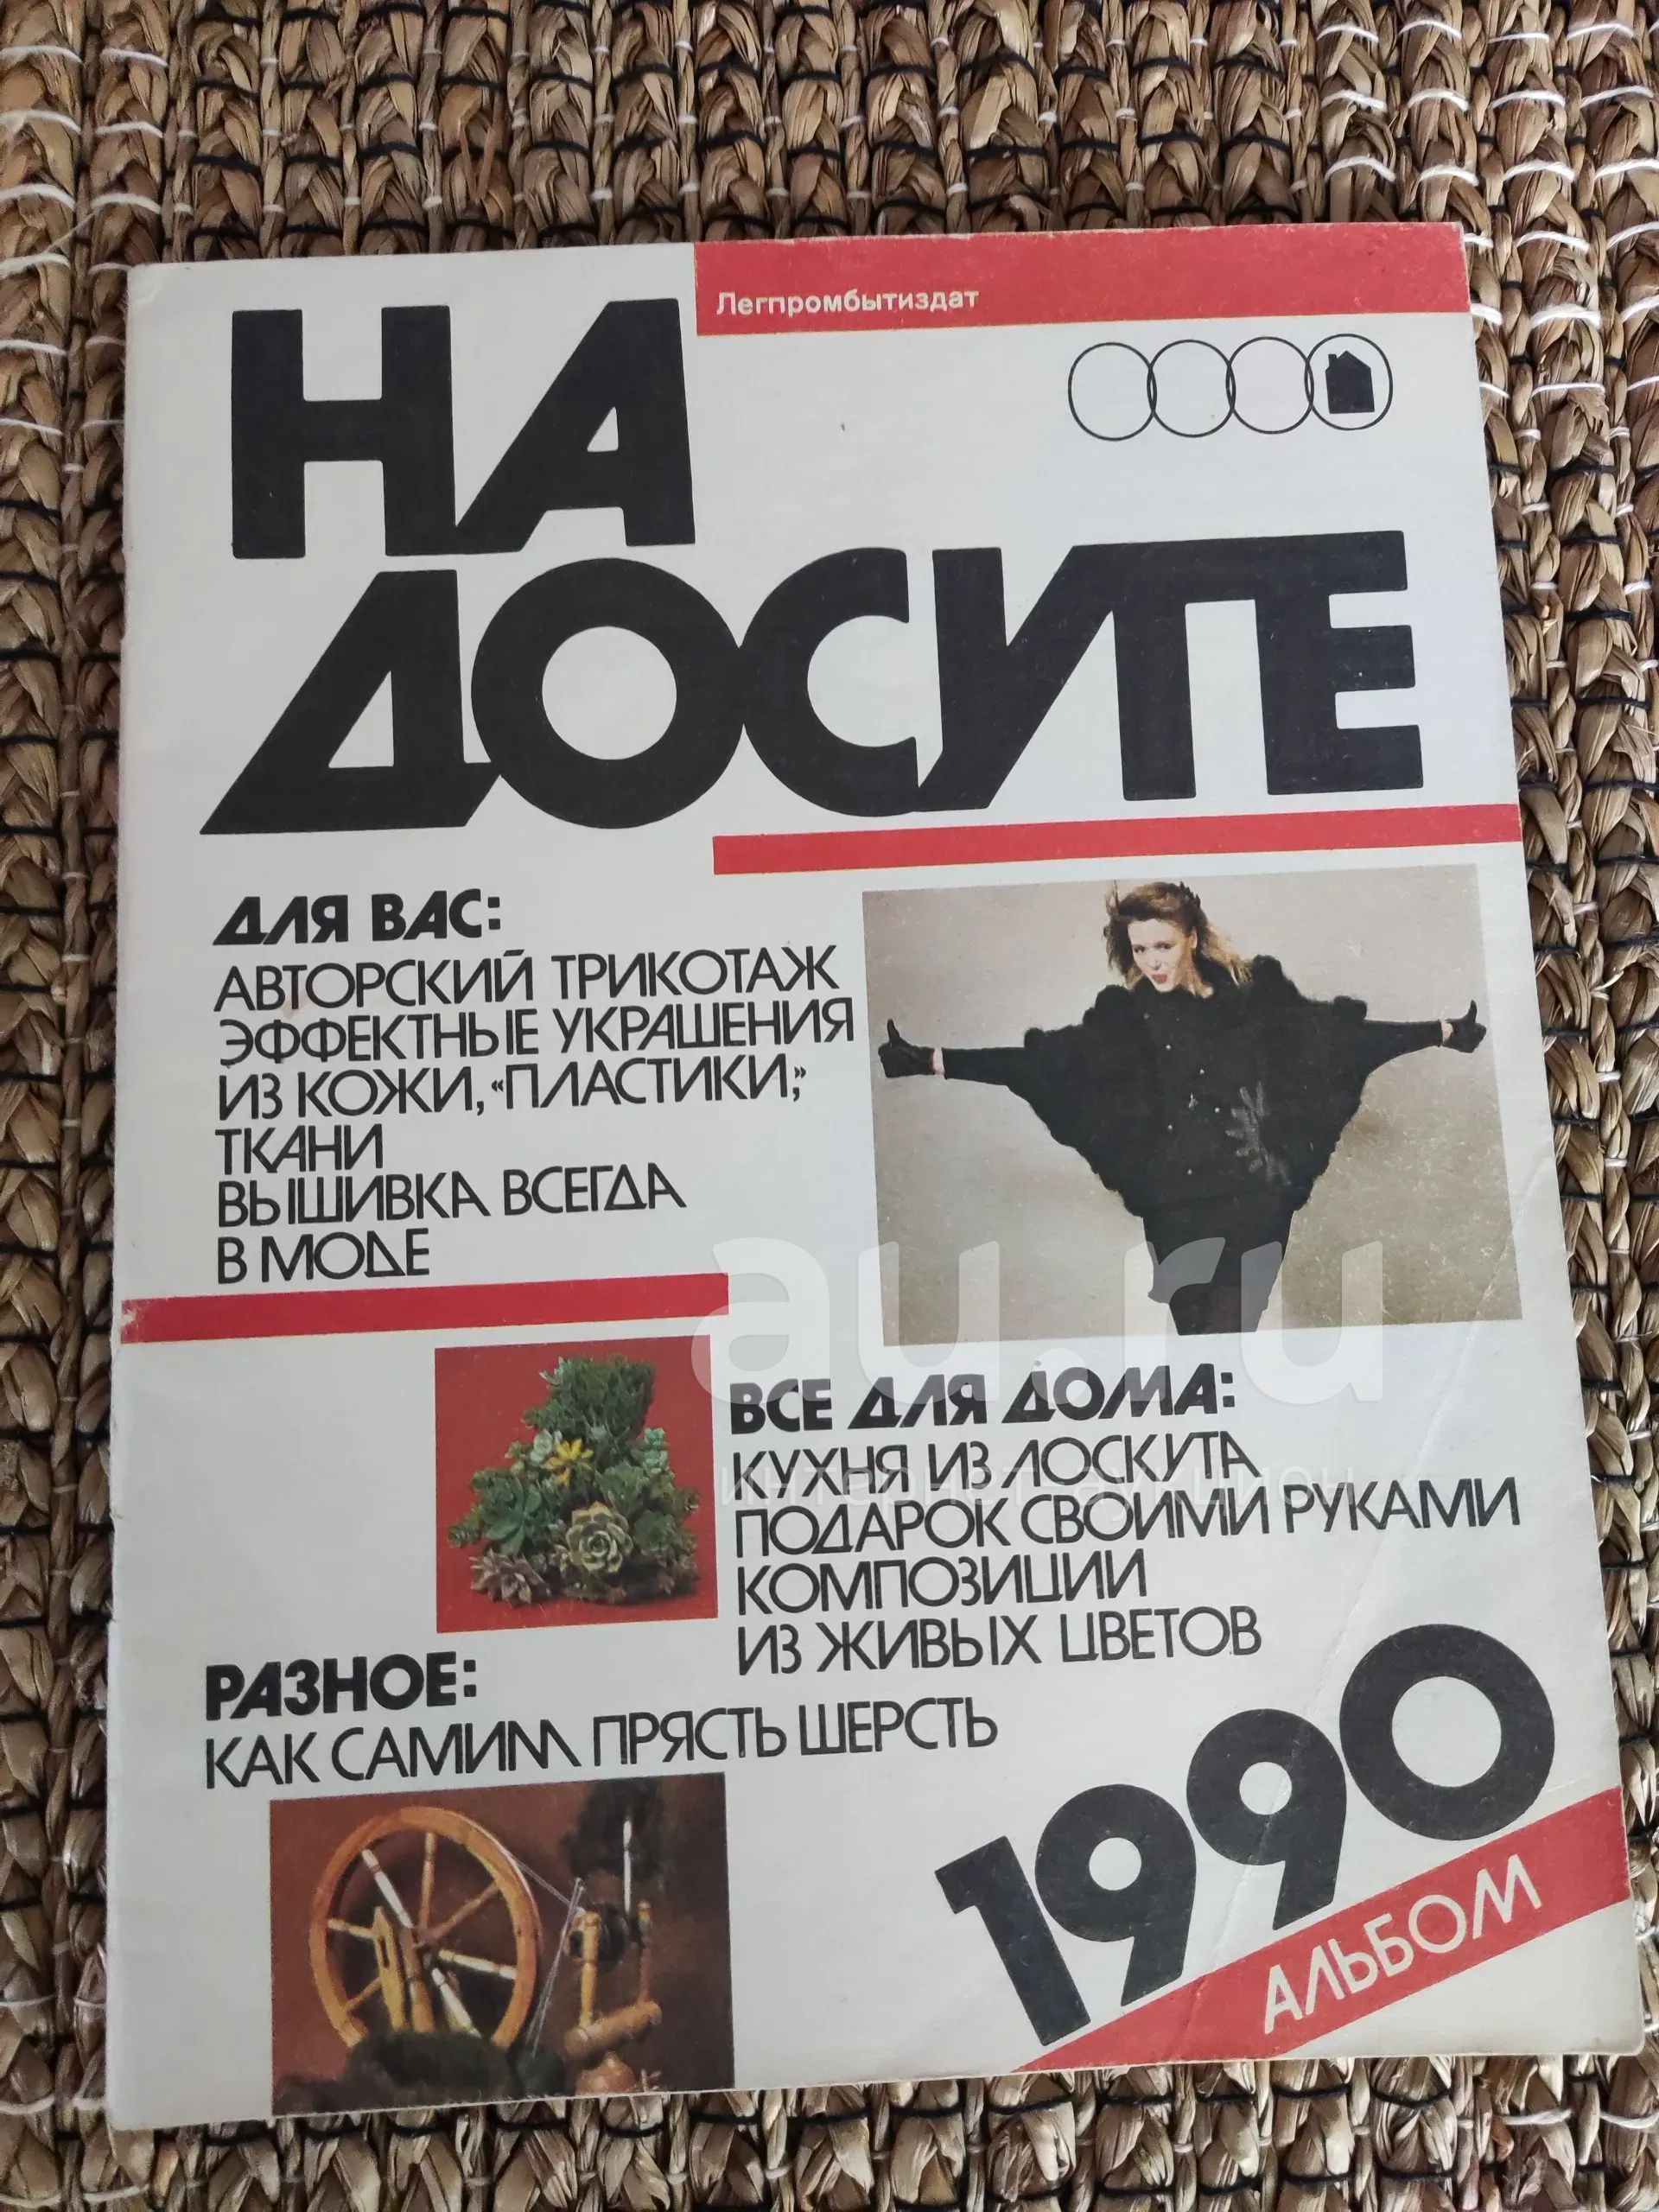 Легпромбытиздат
НА
ДОСУГЕ
ДЛЯ ВАС:
АВТОРСКИЙ ТРИКОТАЖ
ЭФФЕКТНЫЕ УКРАШЕНИЯ
ИЗ КОЖИ, «ПЛАСТИКИ»,
ТКАНИ
ВЫШИВКА ВСЕГДА
В МОДЕ
au.ru
интернет-аукцион
ВСЕ ДЛЯ ДОМА:
КУХНЯ ИЗ ЛОСКУТА
ПОДАРОК СВОИМИ РУКАМИ
КОМПОЗИЦИИ
ИЗ ЖИВЫХ ЦВЕТОВ
РАЗНОЕ:
КАК САМИМ ПРЯСТЬ ШЕРСТЬ
1990
АЛЬБОМ